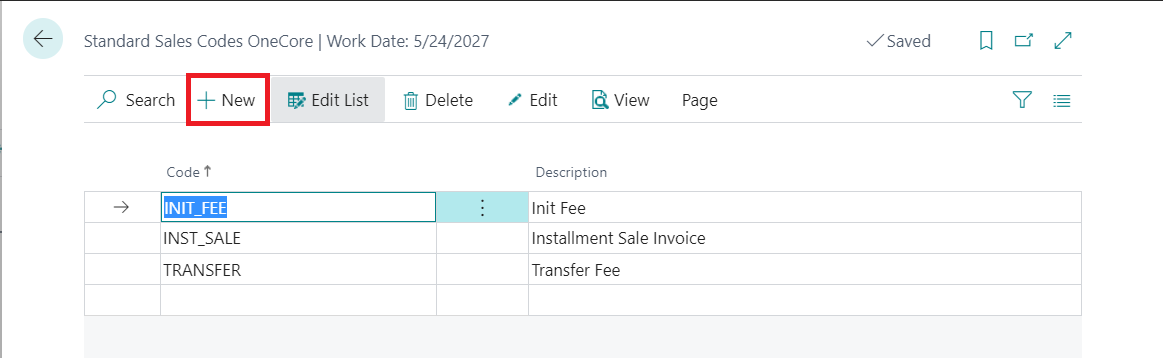 Standard Sales Codes OneCore | Work Date: 5/24/2027 Saved
Search New Edit List Delete Edit View Page
Code Description
INIT_FEE Init Fee
INST_SALE Installment Sale Invoice
TRANSFER Transfer Fee